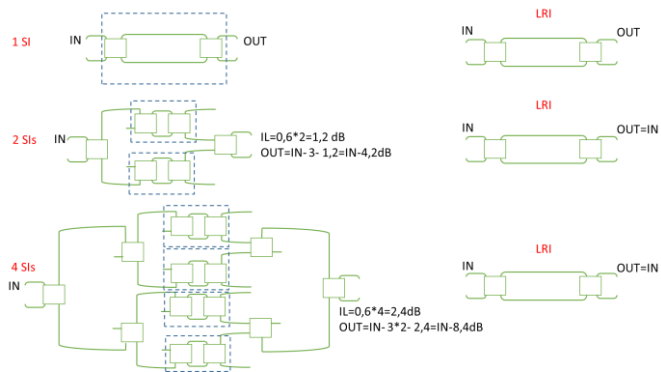 LRI
1 SI
IN
OUT
IN
OUT
LRI
2 SIs
IN
IL=0,6*2=1,2 dB
OUT=IN- 3- 1,2=IN-4,2dB
IN
OUT=IN
4 SIs
IN
IL=0,6*4=2,4dB
OUT=IN- 3*2- 2,4=IN-8,4dB
LRI
IN
OUT=IN